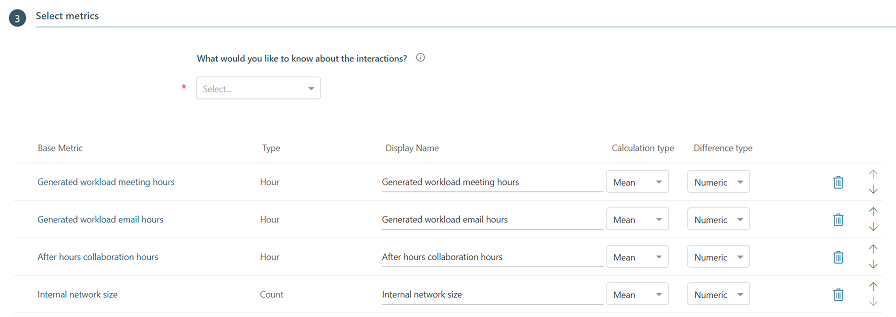 3 Select metrics
What would you like to know about the interactions?
* Select...
Base Metric Type Display Name Calculation type Difference type
Generated workload meeting hours Hour Generated workload meeting hours Mean Numeric
Generated workload email hours Hour Generated workload email hours Mean Numeric
After hours collaboration hours Hour After hours collaboration hours Mean Numeric
Internal network size Count Internal network size Mean Numeric